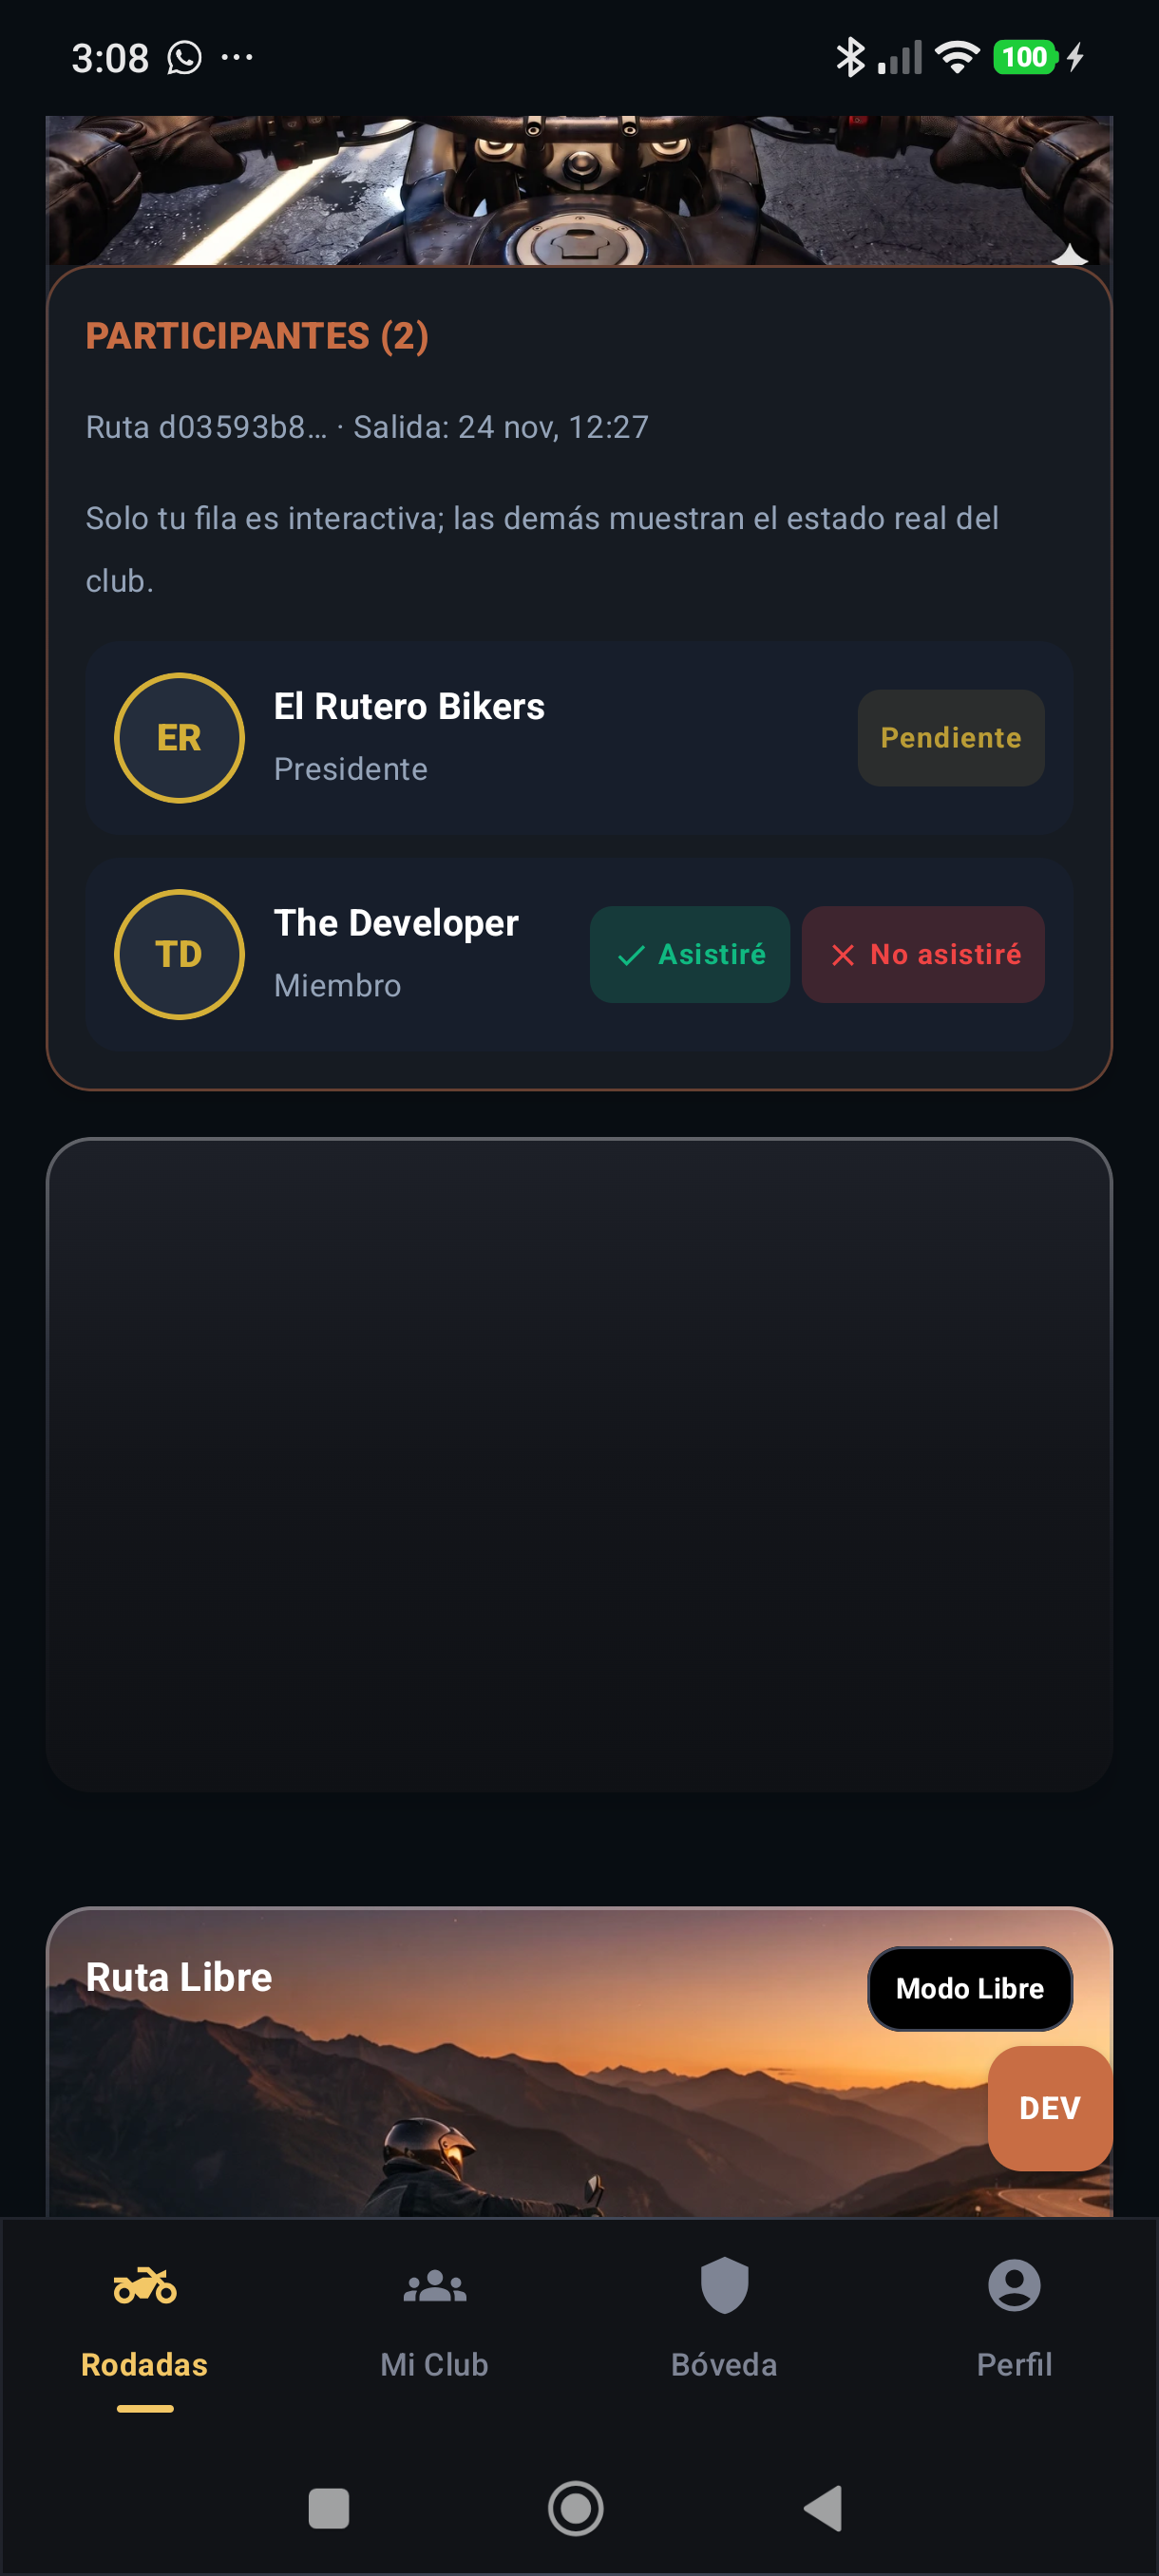 3:08
100
PARTICIPANTES (2)
Ruta d03593b8… · Salida: 24 nov, 12:27
Solo tu fila es interactiva; las demás muestran el estado real del
club.
ER
El Rutero Bikers
Presidente
Pendiente
TD
The Developer
Miembro
Asistiré
No asistiré
Ruta Libre
Modo Libre
DEV
Rodadas
Mi Club
Bóveda
Perfil